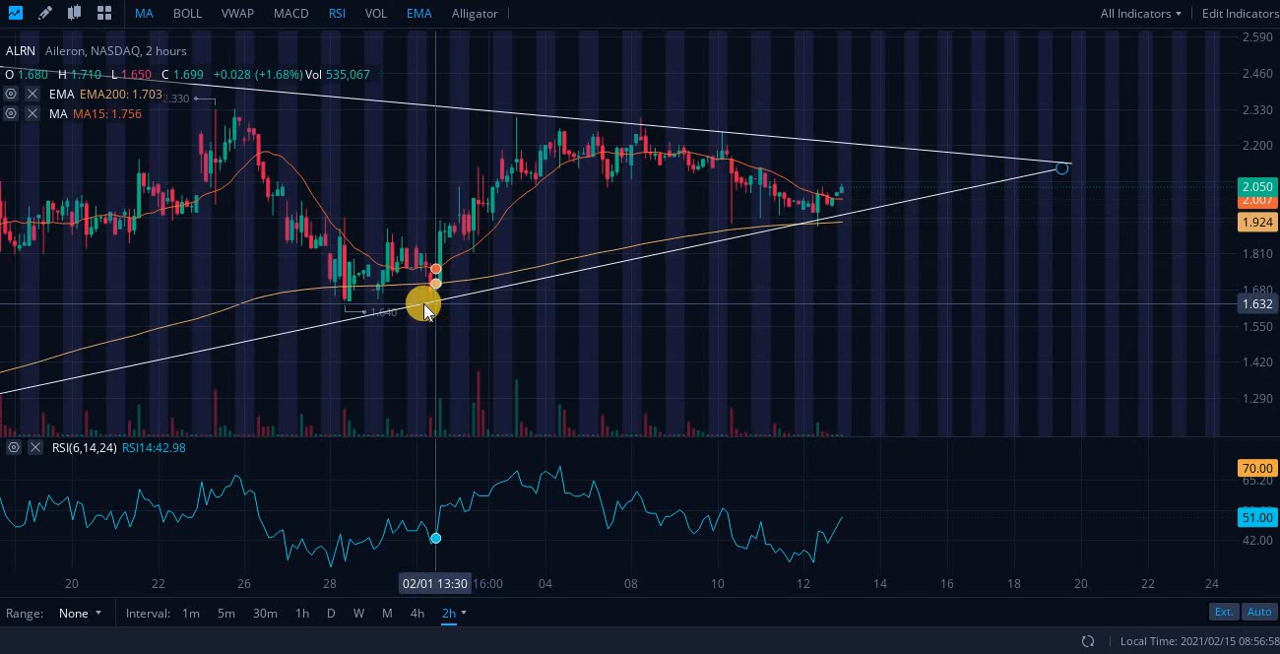 MA BOLL VWAP MACD RSI VOL EMA Alligator All Indicators Edit Indicators
2.590
ALRN Aileron, NASDAQ, 2 hours
2.460
O 1.680 H 1.710 L 1.650 C 1.699 +0.028 (+1.68%) Vol 535,067
EMA EMA200: 1.703
2.330
2.330
MA MA15: 1.756
2.200
2.050
2.007
1.924
1.810
1.680
1.632
1.640
1.550
1.420
1.290
RSI(6,14,24) RSI14:42.98
70.00
65.20
51.00
42.00
20 22 24 26 28 02/01 13:30 16:00 04 08 10 12 14 16 18 20 22 24
Range: None Interval: 1m 5m 30m 1h D W M 4h 2h Ext. Auto
Local Time: 2021/02/15 08:56:58